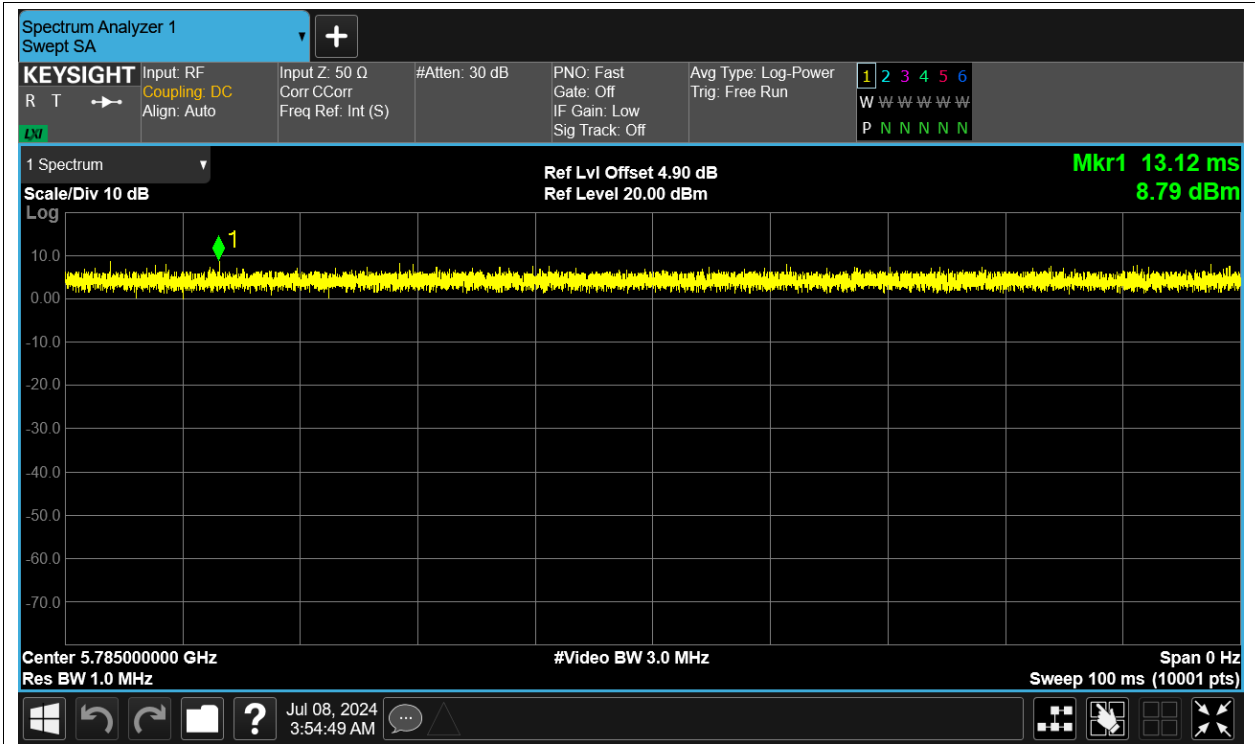 Spectrum Analyzer 1
Swept SA
KEYSIGHT
R T
LXI
Input: RF
Coupling: DC
Align: Auto
Input Z: 50 Ω
Corr CCorr
Freq Ref: Int (S)
#Atten: 30 dB
PNO: Fast
Gate: Off
IF Gain: Low
Sig Track: Off
Avg Type: Log-Power
Trig: Free Run
1 2 3 4 5 6
W W W W W W
P N N N N N
1 Spectrum
Scale/Div 10 dB
Log
Ref Lvl Offset 4.90 dB
Ref Level 20.00 dBm
Mkr1 13.12 ms
8.79 dBm
1
10.0
0.00
-10.0
-20.0
-30.0
-40.0
-50.0
-60.0
-70.0
Center 5.785000000 GHz
Res BW 1.0 MHz
#Video BW 3.0 MHz
Span 0 Hz
Sweep 100 ms (10001 pts)
?
Jul 08, 2024
3:54:49 AM